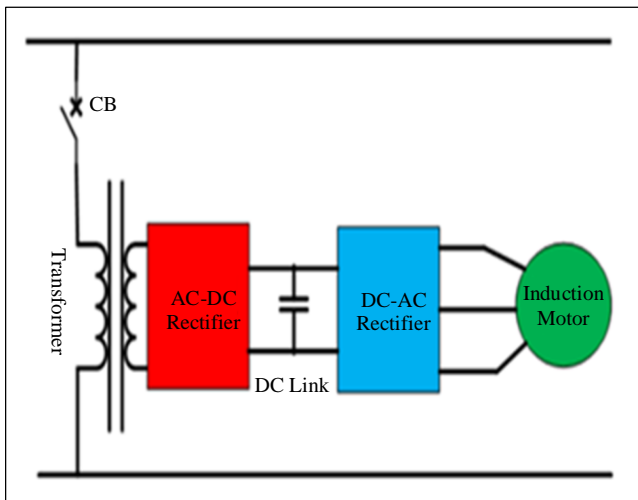 CB
Transformer
AC-DC
Rectifier
DC Link
DC-AC
Rectifier
Induction
Motor